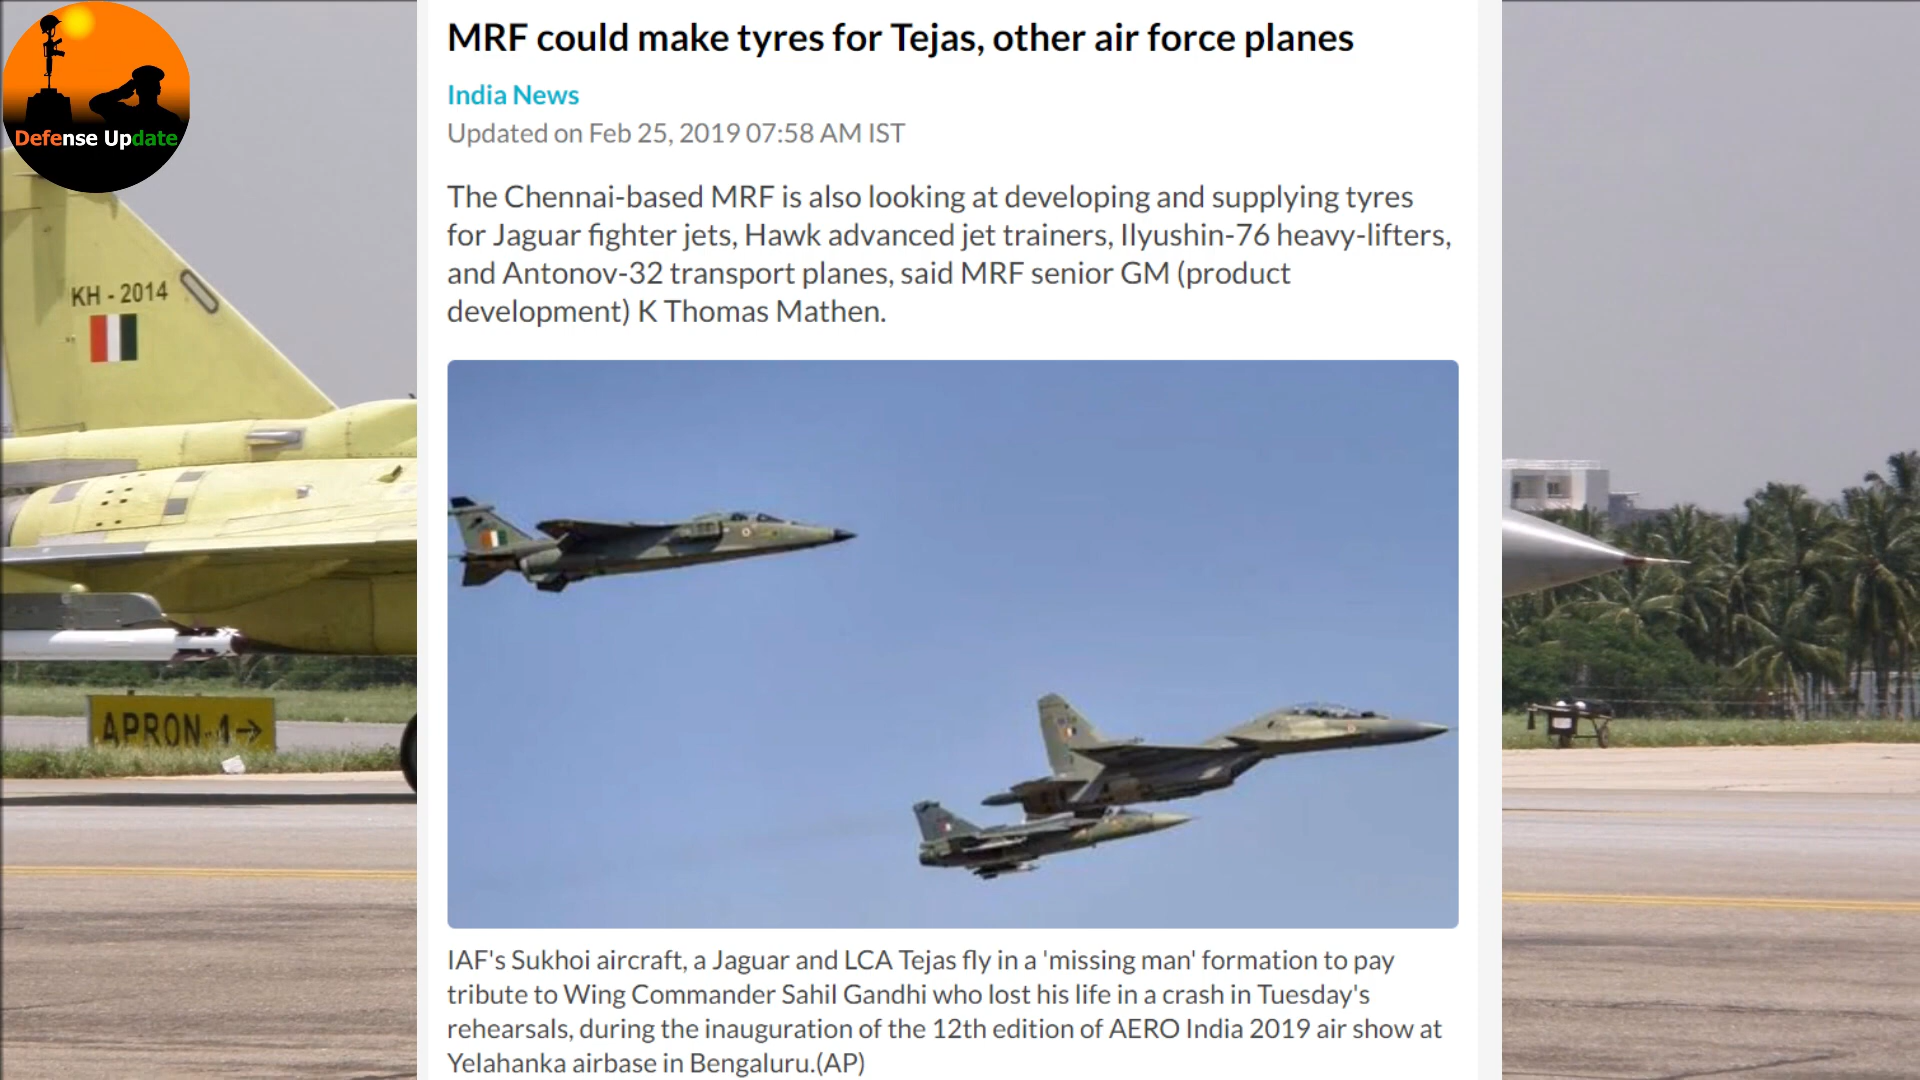 Defense Update
MRF could make tyres for Tejas, other air force planes
India News
Updated on Feb 25, 2019 07:58 AM IST
The Chennai-based MRF is also looking at developing and supplying tyres
for Jaguar fighter jets, Hawk advanced jet trainers, Ilyushin-76 heavy-lifters,
and Antonov-32 transport planes, said MRF senior GM (product
development) K Thomas Mathen.
KH - 2014
APRON-1→
IAF's Sukhoi aircraft, a Jaguar and LCA Tejas fly in a 'missing man' formation to pay
tribute to Wing Commander Sahil Gandhi who lost his life in a crash in Tuesday's
rehearsals, during the inauguration of the 12th edition of AERO India 2019 air show at
Yelahanka airbase in Bengaluru.(AP)